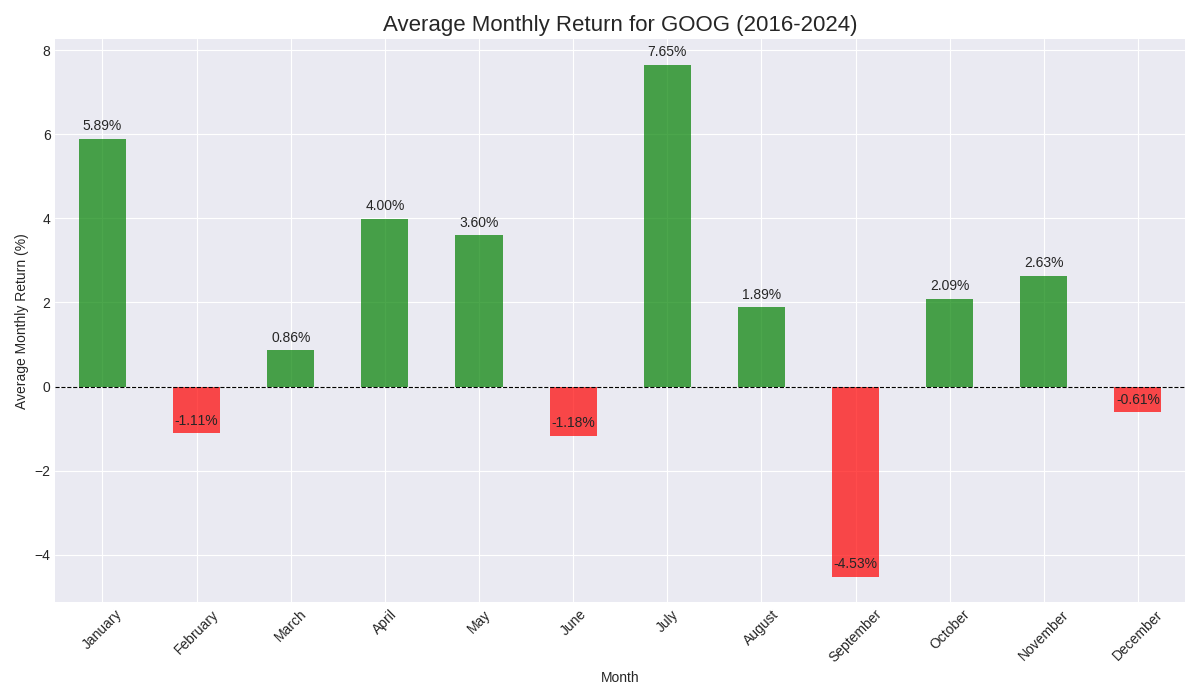 Average Monthly Return for GOOG (2016-2024)
Average Monthly Return (%)
8
6
4
2
0
−2
−4
5.89%
-1.11%
0.86%
4.00%
3.60%
-1.18%
7.65%
1.89%
-4.53%
2.09%
2.63%
-0.61%
January
February
March
April
May
June
July
August
September
October
November
December
Month